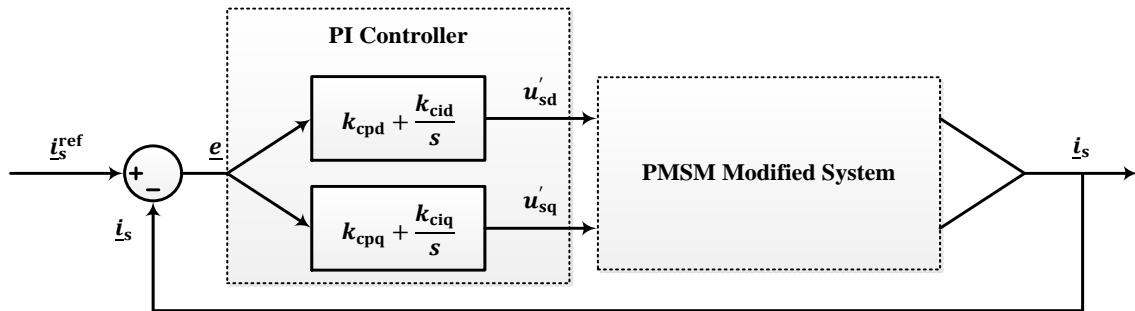 PI Controller
k_cpd + k_cid/s
u'_sd
i_s^ref
+
−
e
PMSM Modified System
i_s
k_cpq + k_ciq/s
u'_sq
i_s